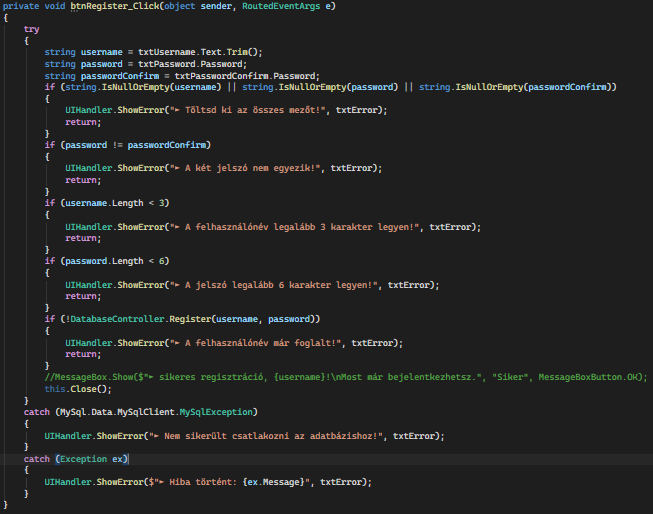 private void btnRegister_Click(object sender, RoutedEventArgs e)
{
try
{
string username = txtUsername.Text.Trim();
string password = txtPassword.Password;
string passwordConfirm = txtPasswordConfirm.Password;
if (string.IsNullOrEmpty(username) || string.IsNullOrEmpty(password) || string.IsNullOrEmpty(passwordConfirm))
{
UIHandler.ShowError("► Töltsd ki az összes mezőt!", txtError);
return;
}
if (password != passwordConfirm)
{
UIHandler.ShowError("► A két jelszó nem egyezik!", txtError);
return;
}
if (username.Length < 3)
{
UIHandler.ShowError("► A felhasználónév legalább 3 karakter legyen!", txtError);
return;
}
if (password.Length < 6)
{
UIHandler.ShowError("► A jelszó legalább 6 karakter legyen!", txtError);
return;
}
if (!DatabaseController.Register(username, password))
{
UIHandler.ShowError("► A felhasználónév már foglalt!", txtError);
return;
}
//MessageBox.Show($"► sikeres regisztráció, {username}!\nMost már bejelentkezhetsz.", "Siker", MessageBoxButton.OK);
this.Close();
}
catch (MySql.Data.MySqlClient.MySqlException)
{
UIHandler.ShowError("► Nem sikerült csatlakozni az adatbázishoz!", txtError);
}
catch (Exception ex)
{
UIHandler.ShowError($"► Hiba történt: {ex.Message}", txtError);
}
}